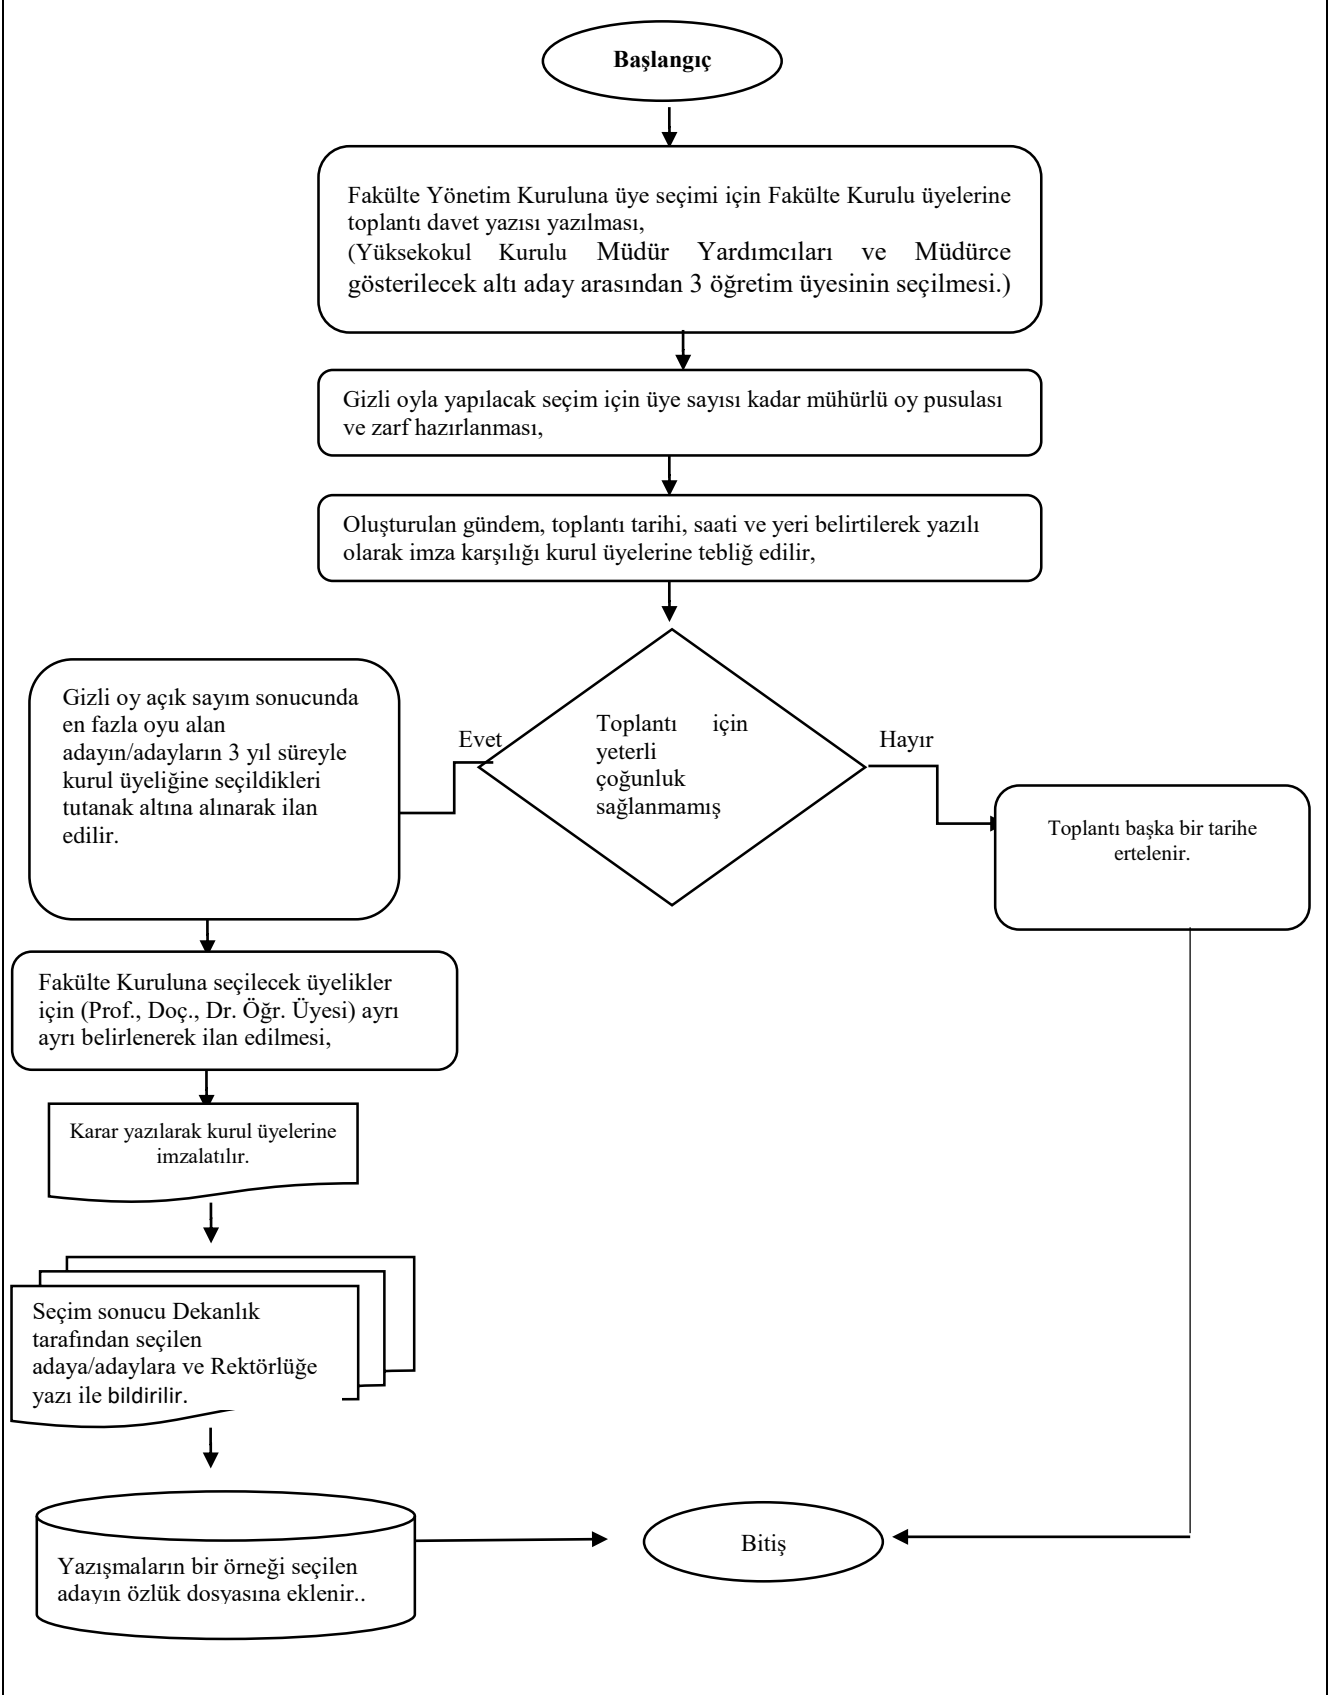 Başlangıç
Fakülte Yönetim Kuruluna üye seçimi için Fakülte Kurulu üyelerine
toplantı davet yazısı yazılması,
(Yüksekokul Kurulu Müdür Yardımcıları ve Müdürce
gösterilecek altı aday arasından 3 öğretim üyesinin seçilmesi.)
Gizli oyla yapılacak seçim için üye sayısı kadar mühürlü oy pusulası
ve zarf hazırlanması,
Oluşturulan gündem, toplantı tarihi, saati ve yeri belirtilerek yazılı
olarak imza karşılığı kurul üyelerine tebliğ edilir,
Toplantı için
yeterli
çoğunluk
sağlanmamış
Evet
Hayır
Gizli oy açık sayım sonucunda
en fazla oyu alan
adayın/adayların 3 yıl süreyle
kurul üyeliğine seçildikleri
tutanak altına alınarak ilan
edilir.
Toplantı başka bir tarihe
ertelenir.
Fakülte Kuruluna seçilecek üyelikler
için (Prof., Doç., Dr. Öğr. Üyesi) ayrı
ayrı belirlenerek ilan edilmesi,
Karar yazılarak kurul üyelerine
imzalatılır.
Seçim sonucu Dekanlık
tarafından seçilen
adaya/adaylara ve Rektörlüğe
yazı ile bildirilir.
Yazışmaların bir örneği seçilen
adayın özlük dosyasına eklenir..
Bitiş